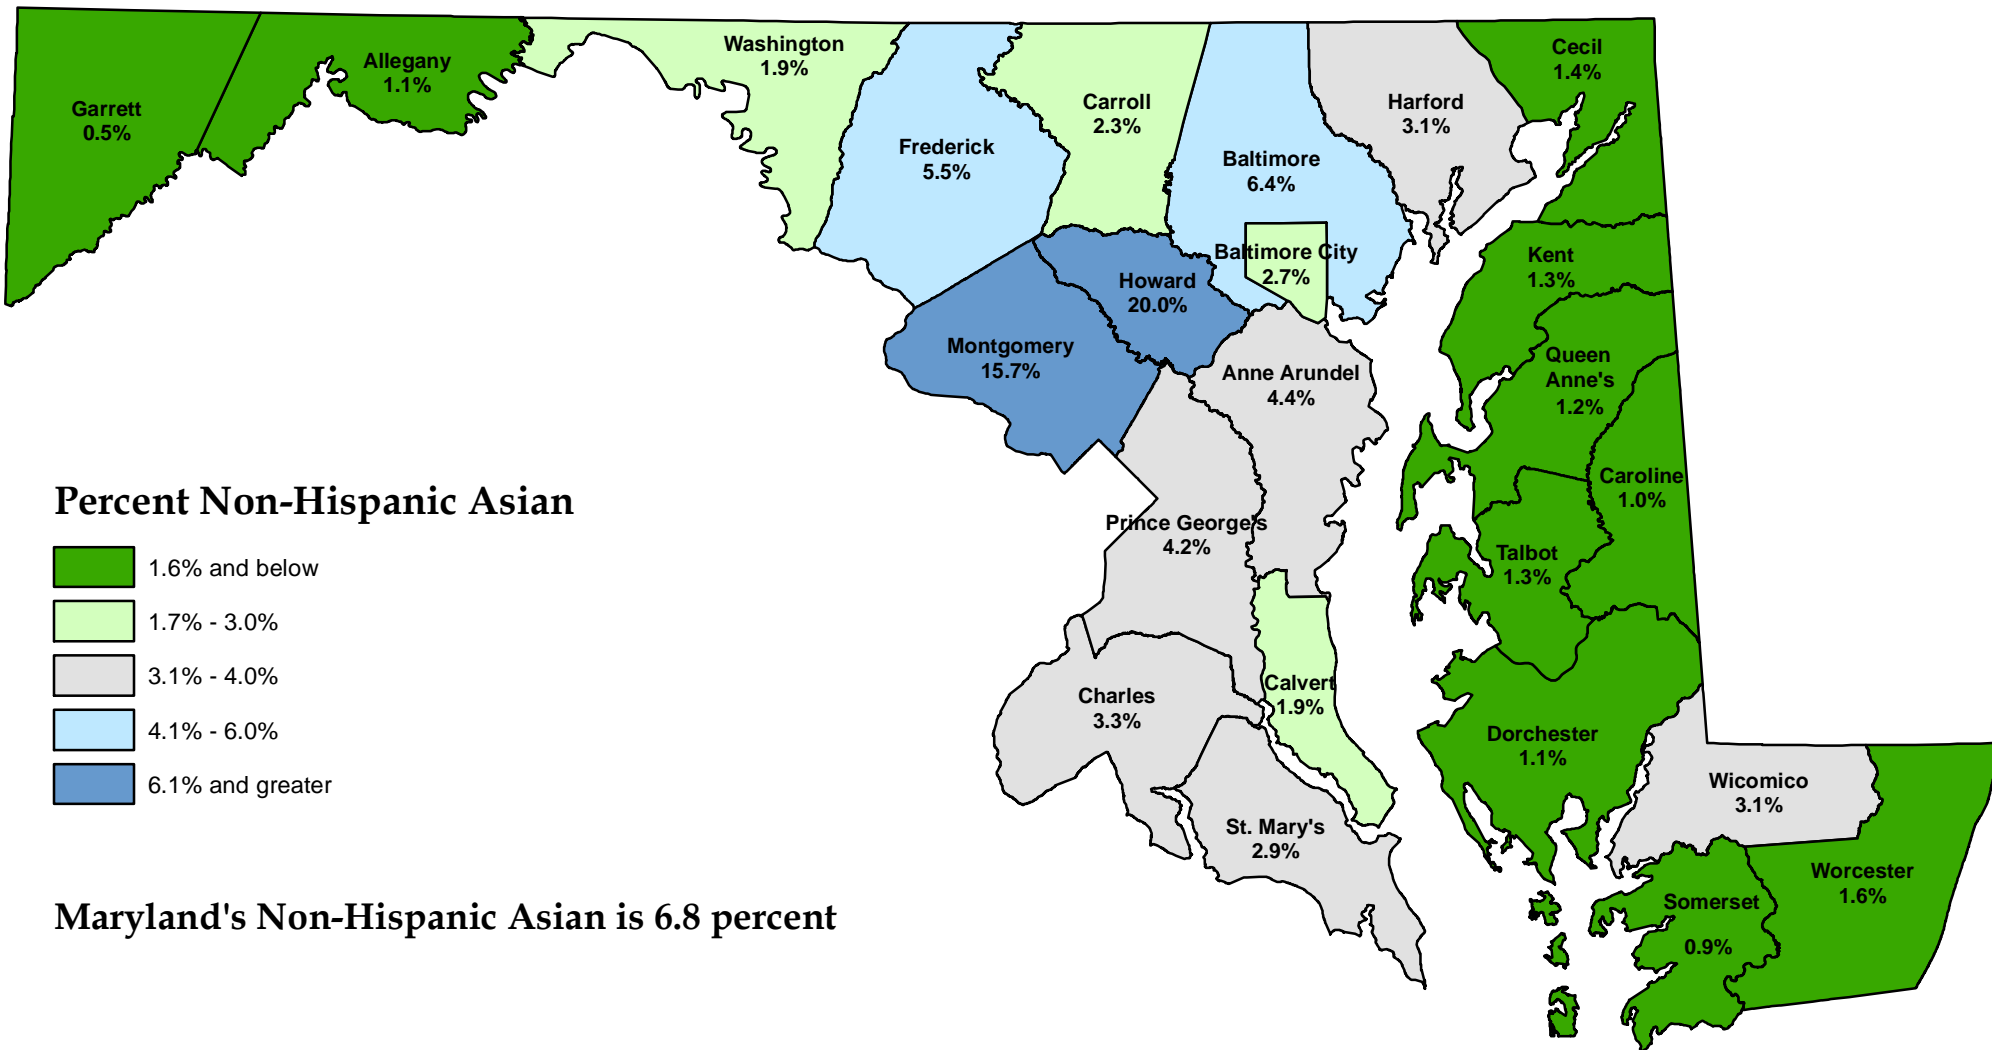 Garrett
0.5%
Allegany
1.1%
Washington
1.9%
Frederick
5.5%
Carroll
2.3%
Baltimore
6.4%
Baltimore City
2.7%
Harford
3.1%
Cecil
1.4%
Kent
1.3%
Queen
Anne's
1.2%
Howard
20.0%
Montgomery
15.7%
Anne Arundel
4.4%
Caroline
1.0%
Prince George's
4.2%
Talbot
1.3%
Charles
3.3%
Calvert
1.9%
Dorchester
1.1%
St. Mary's
2.9%
Wicomico
3.1%
Worcester
1.6%
Somerset
0.9%
Percent Non-Hispanic Asian
1.6% and below
1.7% - 3.0%
3.1% - 4.0%
4.1% - 6.0%
6.1% and greater
Maryland's Non-Hispanic Asian is 6.8 percent